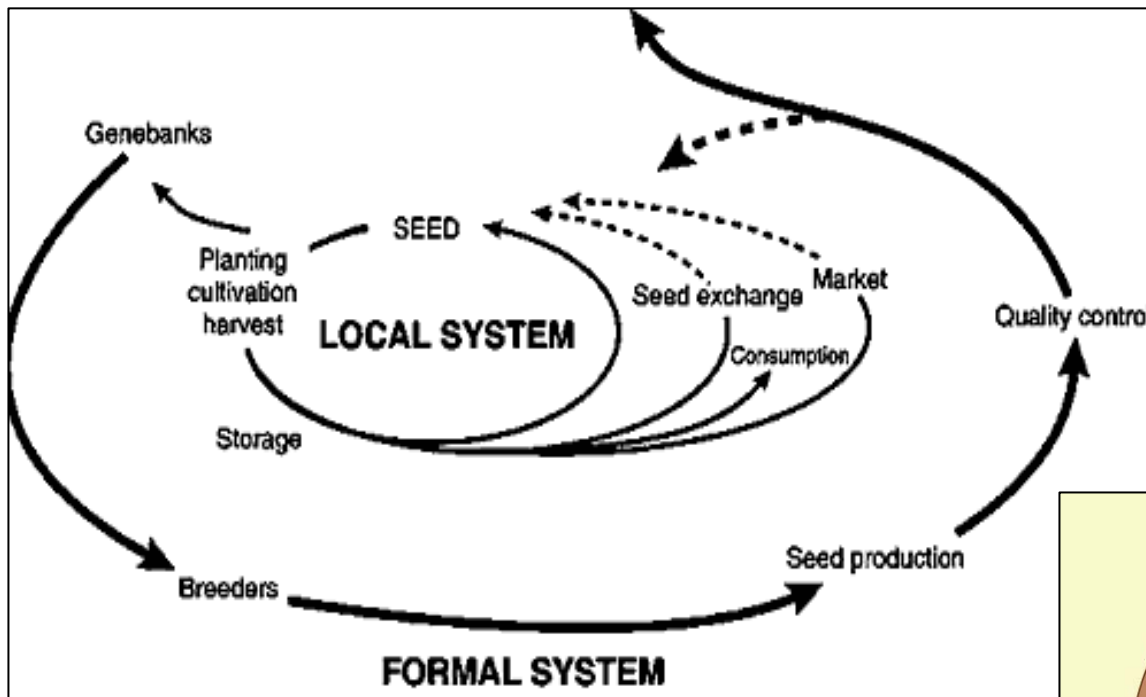 Genebanks
SEED
Planting
cultivation
harvest
LOCAL SYSTEM
Seed exchange
Market
Consumption
Quality contro
Storage
Seed production
Breeders
FORMAL SYSTEM